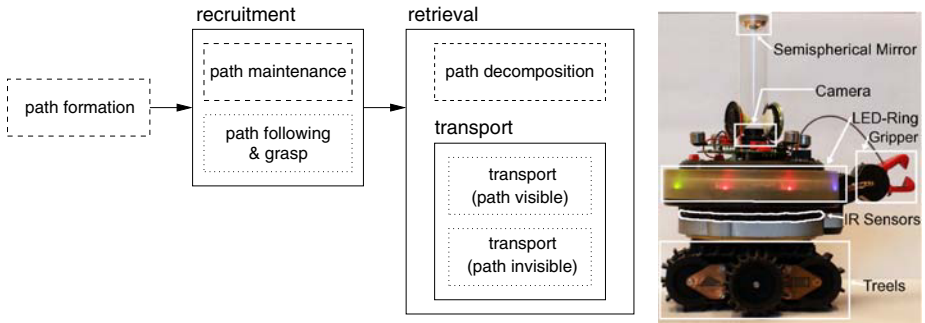 recruitment
retrieval
path formation
path maintenance
path following
& grasp
path decomposition
transport
transport
(path visible)
transport
(path invisible)
Semispherical Mirror
Camera
LED-Ring
Gripper
IR Sensors
Treels